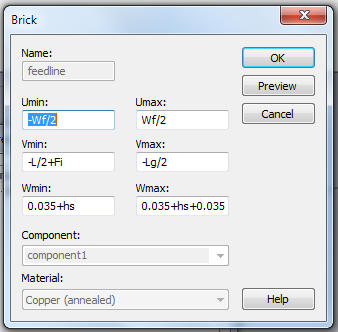 Brick
Name:
feedline
OK
Preview
Cancel
Umin:
Umax:
-Wf/2
Wf/2
Vmin:
Vmax:
-L/2+Fi
-Lg/2
Wmin:
Wmax:
0.035+hs
0.035+hs+0.035
Component:
component1
Material:
Copper (annealed)
Help